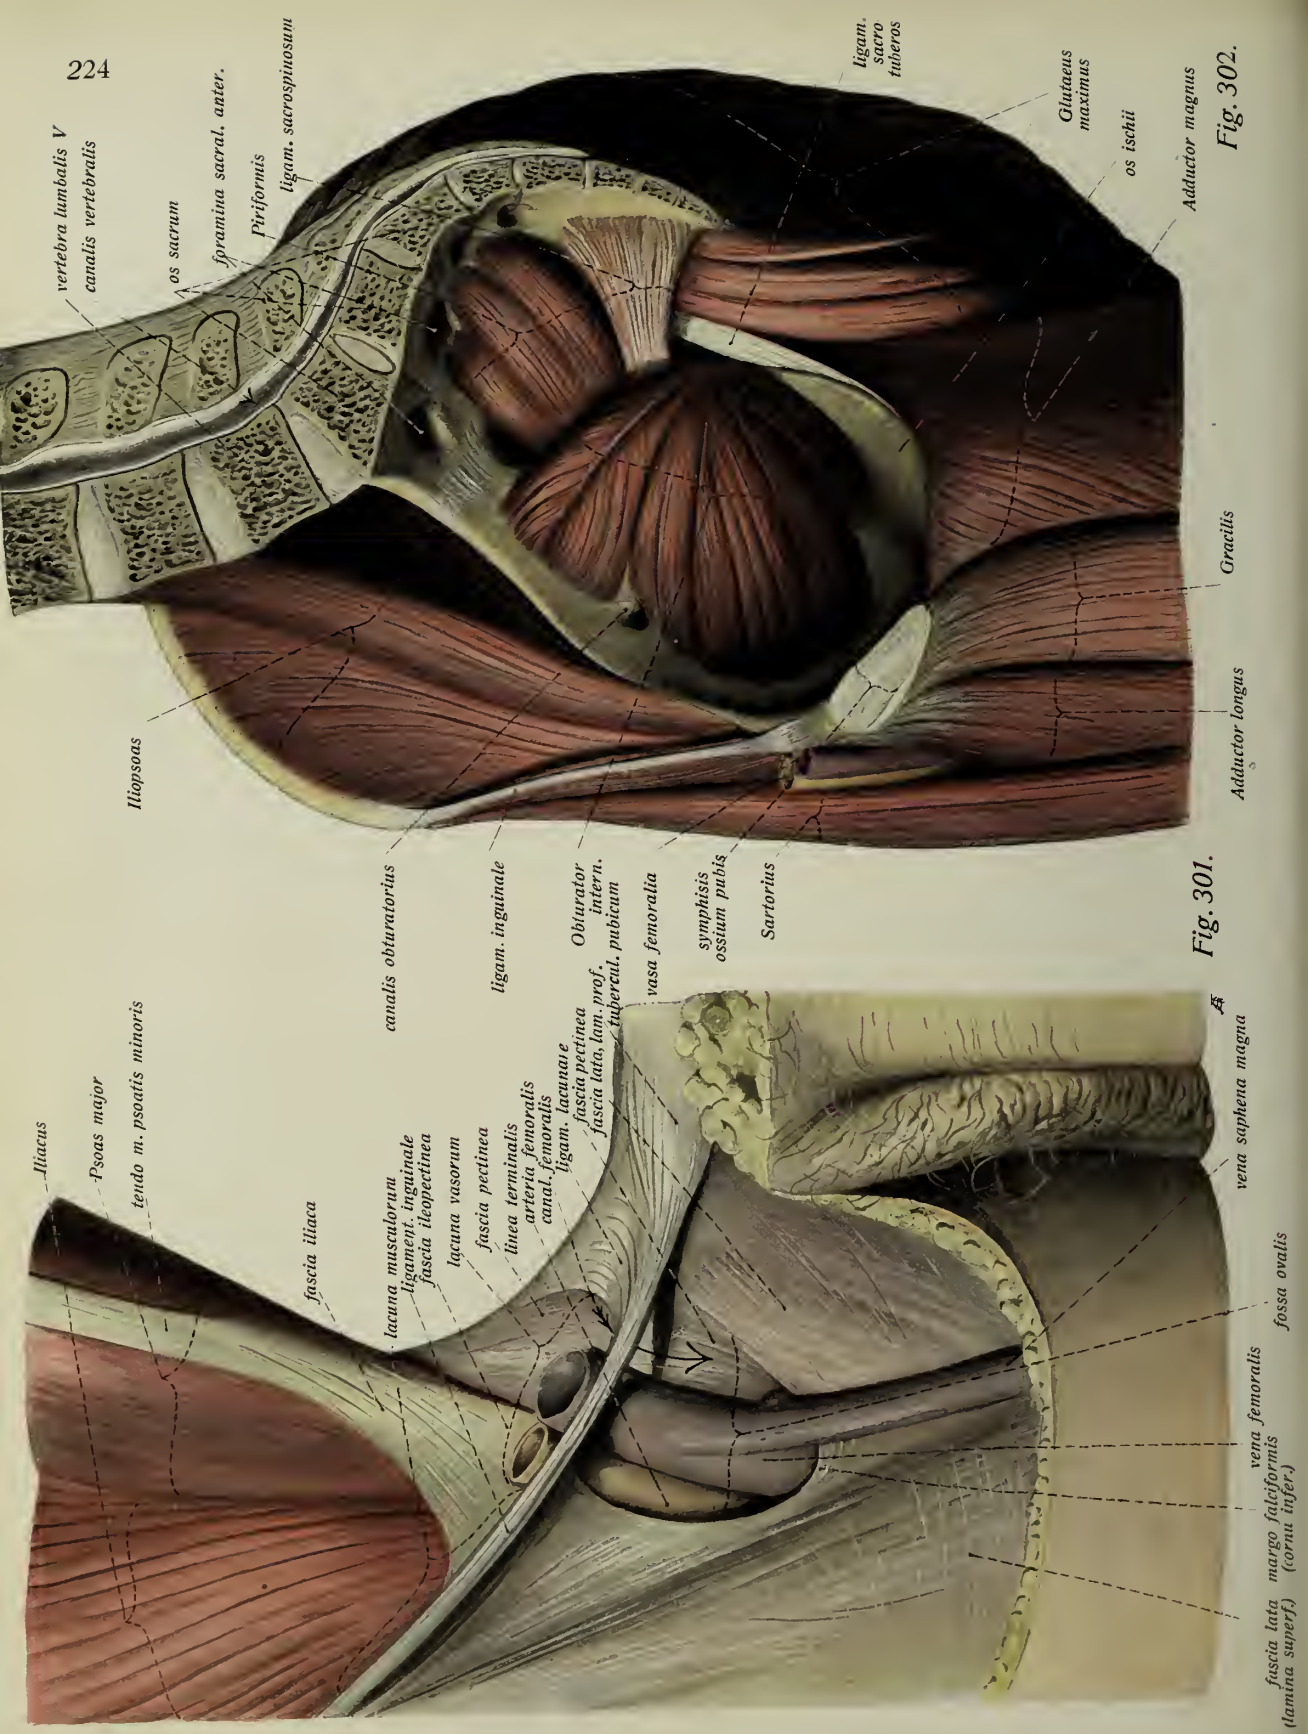 224
vertebra lumbalis V
canalis vertebralis
os sacrum
foramina sacral. anter.
Piriformis
ligam. sacrospinosum
ligam.
sacro
tuberos
Glutaeus
maximus
os ischii
Adductor magnus
Fig. 302.
Iliopsoas
canalis obturatorius
ligam. inguinale
Obturator
intern.
vasa femoralia
symphisis
ossium pubis
Sartorius
Adductor longus
Gracilis
Fig. 301.
Iliacus
Psoas major
tendo m. psoatis minoris
fascia iliaca
lacuna musculorum
ligament. inguinale
fascia ileopectinea
lacuna vasorum
fascia pectinea
linea terminalis
arteria femoralis
canal. femoralis
ligam. lacunare
fascia pectinea
fascia lata, lam. prof.
tubercul. pubicum
vena saphena magna
fossa ovalis
vena femoralis
margo falciformis
(cornu infer.)
fascia lata
(lamina superf.)